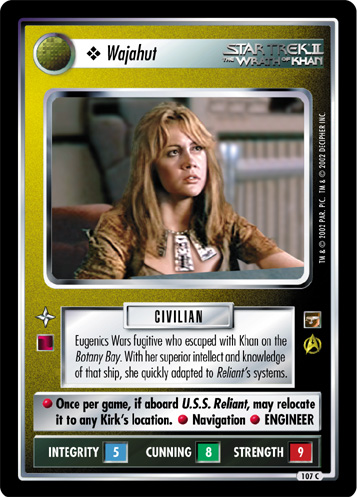 ❖ Wajahut
STAR TREK II
THE WRATH OF KHAN
TM & © 2002 PAR. PIC. TM & © 2002 DECIPHER INC.
CIVILIAN
Eugenics Wars fugitive who escaped with Khan on the
Botany Bay. With her superior intellect and knowledge
of that ship, she quickly adapted to Reliant's systems.
● Once per game, if aboard U.S.S. Reliant, may relocate
it to any Kirk's location. ● Navigation ● ENGINEER
INTEGRITY 5 CUNNING 8 STRENGTH 9
107 C